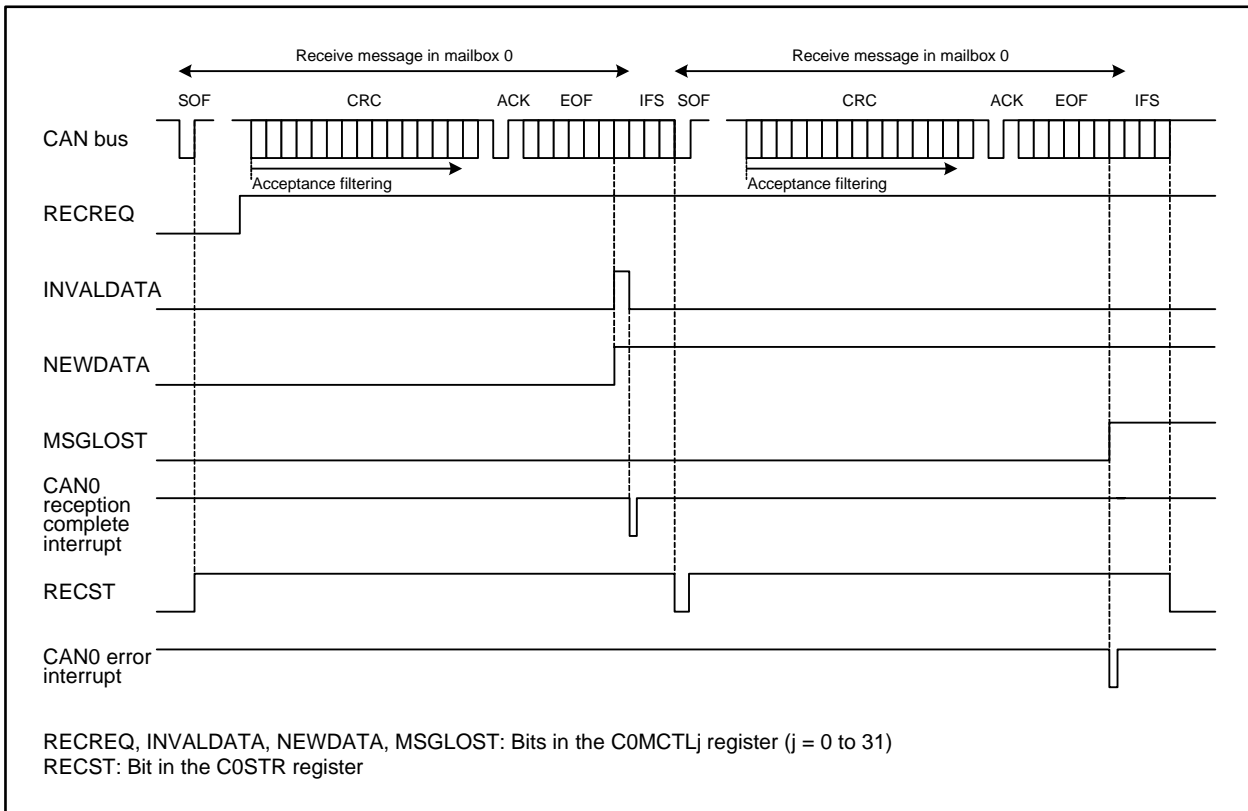 Receive message in mailbox 0 Receive message in mailbox 0
SOF CRC ACK EOF IFS SOF CRC ACK EOF IFS
CAN bus
Acceptance filtering Acceptance filtering
RECREQ
INVALDATA
NEWDATA
MSGLOST
CAN0
reception
complete
interrupt
RECST
CAN0 error
interrupt
RECREQ, INVALDATA, NEWDATA, MSGLOST: Bits in the C0MCTLj register (j = 0 to 31)
RECST: Bit in the C0STR register